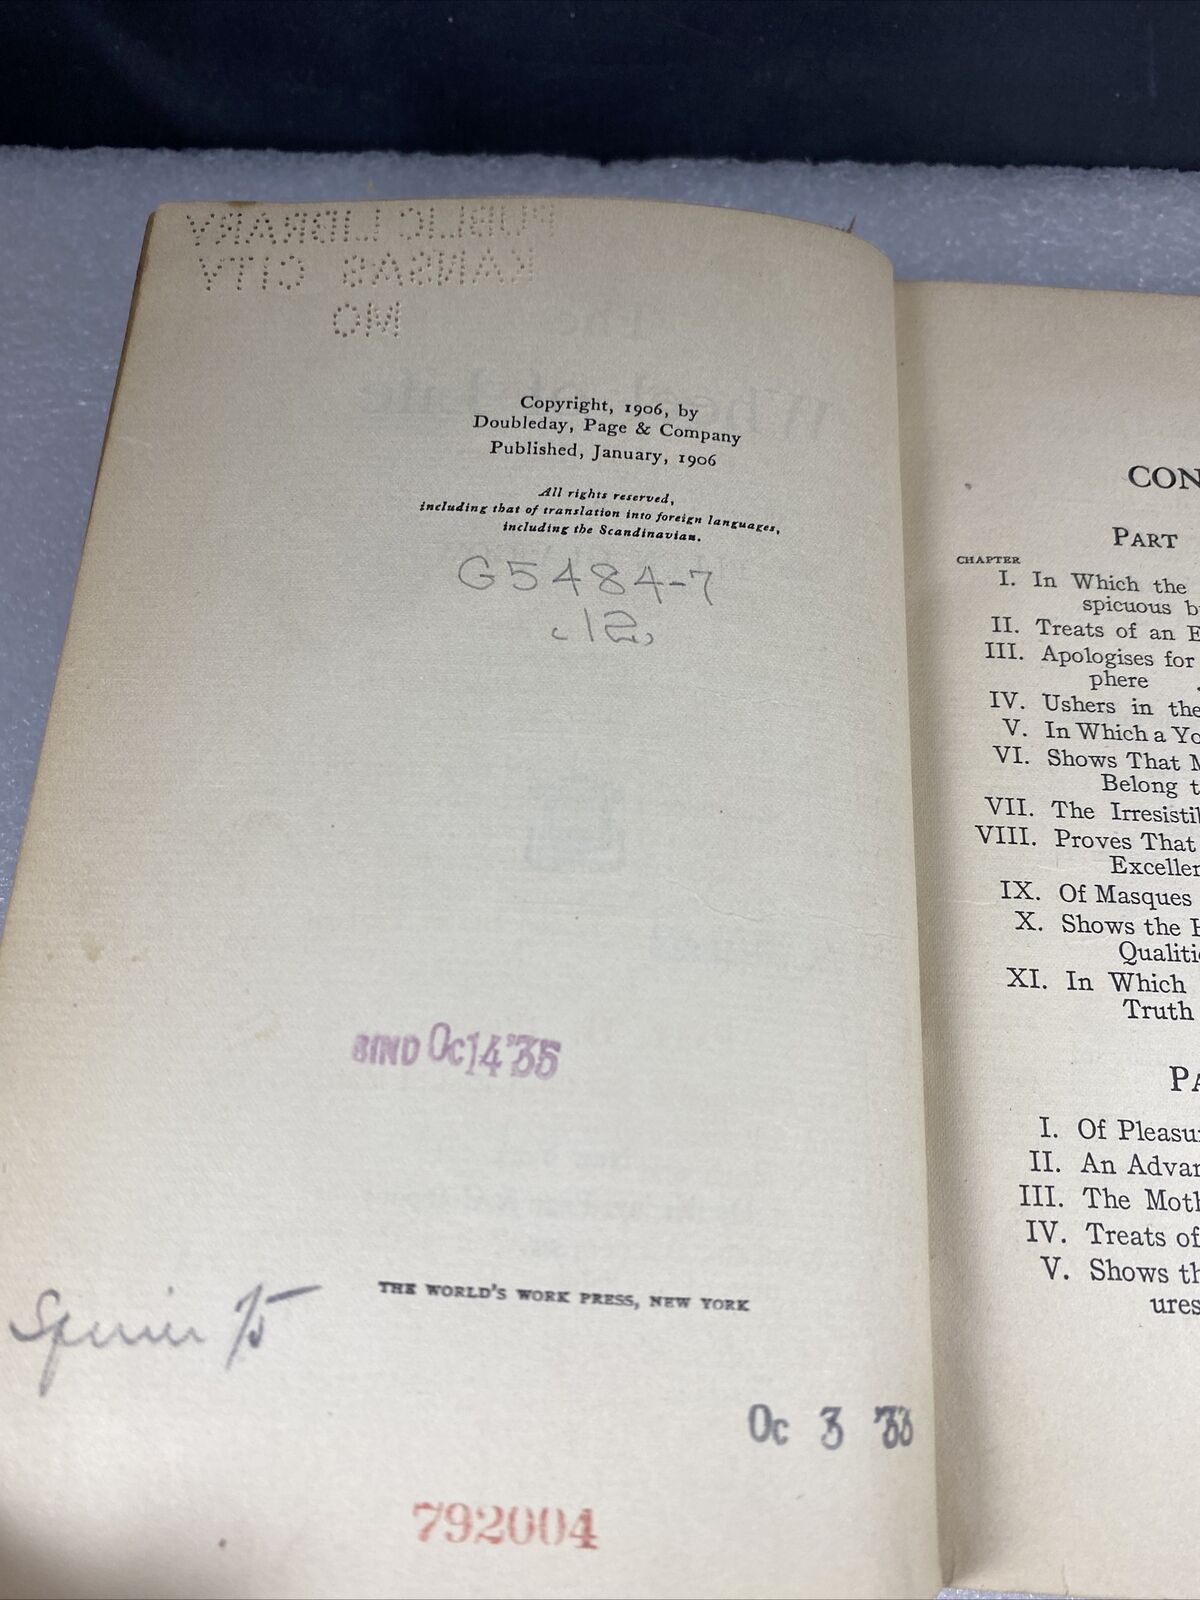 PUBLIC LIBRARY
KANSAS CITY
MO
Copyright, 1906, by
Doubleday, Page & Company
Published, January, 1906
All rights reserved,
including that of translation into foreign languages,
including the Scandinavian.
G5484-7
.12,
BIND Oc14'35
THE WORLD'S WORK PRESS, NEW YORK
Oc 3 '33
792004
CON
PART
CHAPTER
I. In Which the
spicuous b
II. Treats of an E
III. Apologises for
phere
IV. Ushers in the
V. In Which a Yo
VI. Shows That M
Belong t
VII. The Irresisti
VIII. Proves That
Excellen
IX. Of Masques
X. Shows the H
Qualiti
XI. In Which
Truth
PA
I. Of Pleasu
II. An Advan
III. The Moth
IV. Treats of
V. Shows th
ures